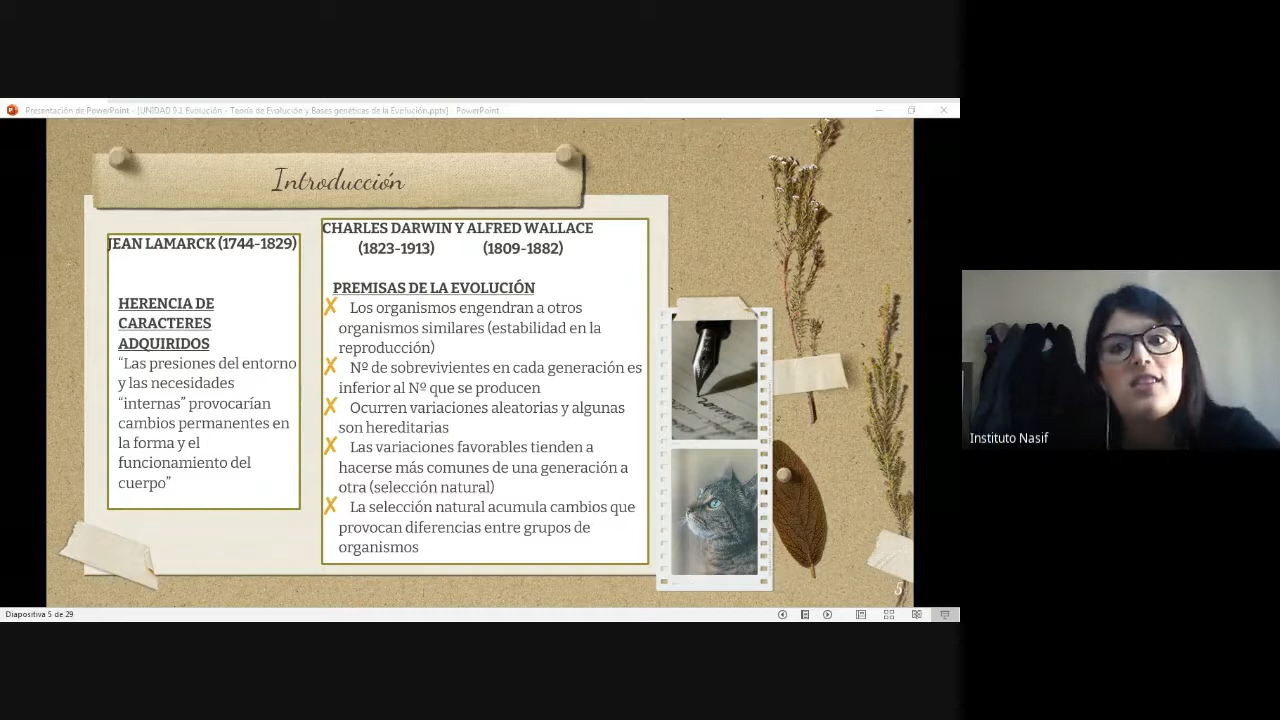 Presentación de PowerPoint - [UNIDAD 9.1 Evolución - Teoría de Evolución y Bases genéticas de la Evolución.pptx] - PowerPoint
Introducción
JEAN LAMARCK (1744-1829)
HERENCIA DE
CARACTERES
ADQUIRIDOS
“Las presiones del entorno
y las necesidades
“internas” provocarían
cambios permanentes en
la forma y el
funcionamiento del
cuerpo”
CHARLES DARWIN Y ALFRED WALLACE
(1823-1913) (1809-1882)
PREMISAS DE LA EVOLUCIÓN
✗ Los organismos engendran a otros
organismos similares (estabilidad en la
reproducción)
✗ Nº de sobrevivientes en cada generación es
inferior al Nº que se producen
✗ Ocurren variaciones aleatorias y algunas
son hereditarias
✗ Las variaciones favorables tienden a
hacerse más comunes de una generación a
otra (selección natural)
✗ La selección natural acumula cambios que
provocan diferencias entre grupos de
organismos
5
Diapositiva 5 de 29
Instituto Nasif